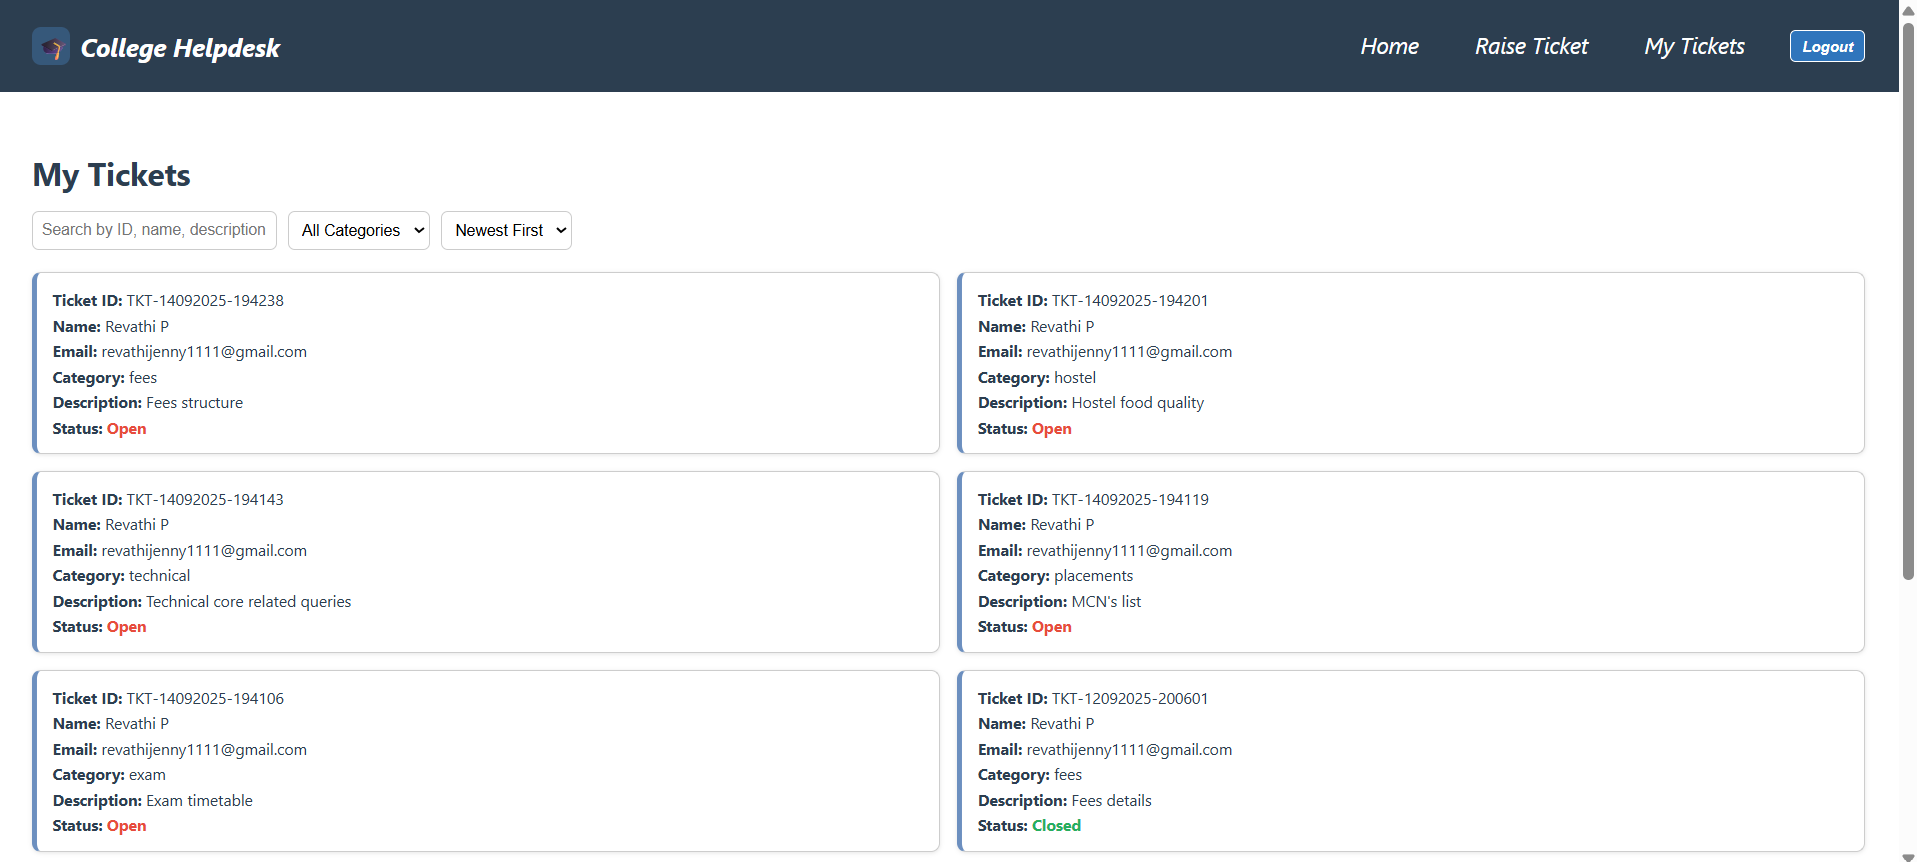 College Helpdesk
Home
Raise Ticket
My Tickets
Logout
My Tickets
Search by ID, name, description
All Categories
Newest First
Ticket ID: TKT-14092025-194238
Name: Revathi P
Email: revathijenny1111@gmail.com
Category: fees
Description: Fees structure
Status: Open
Ticket ID: TKT-14092025-194201
Name: Revathi P
Email: revathijenny1111@gmail.com
Category: hostel
Description: Hostel food quality
Status: Open
Ticket ID: TKT-14092025-194143
Name: Revathi P
Email: revathijenny1111@gmail.com
Category: technical
Description: Technical core related queries
Status: Open
Ticket ID: TKT-14092025-194119
Name: Revathi P
Email: revathijenny1111@gmail.com
Category: placements
Description: MCN's list
Status: Open
Ticket ID: TKT-14092025-194106
Name: Revathi P
Email: revathijenny1111@gmail.com
Category: exam
Description: Exam timetable
Status: Open
Ticket ID: TKT-12092025-200601
Name: Revathi P
Email: revathijenny1111@gmail.com
Category: fees
Description: Fees details
Status: Closed